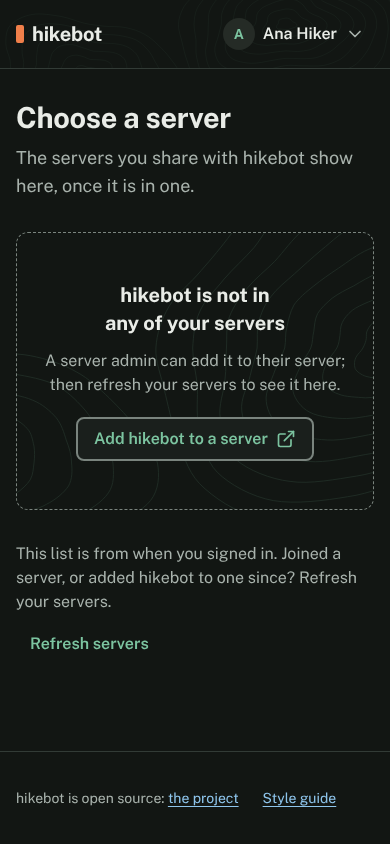 hikebot
A
Ana Hiker
Choose a server
The servers you share with hikebot show
here, once it is in one.
hikebot is not in
any of your servers
A server admin can add it to their server;
then refresh your servers to see it here.
Add hikebot to a server
This list is from when you signed in. Joined a
server, or added hikebot to one since? Refresh
your servers.
Refresh servers
hikebot is open source: the project
Style guide